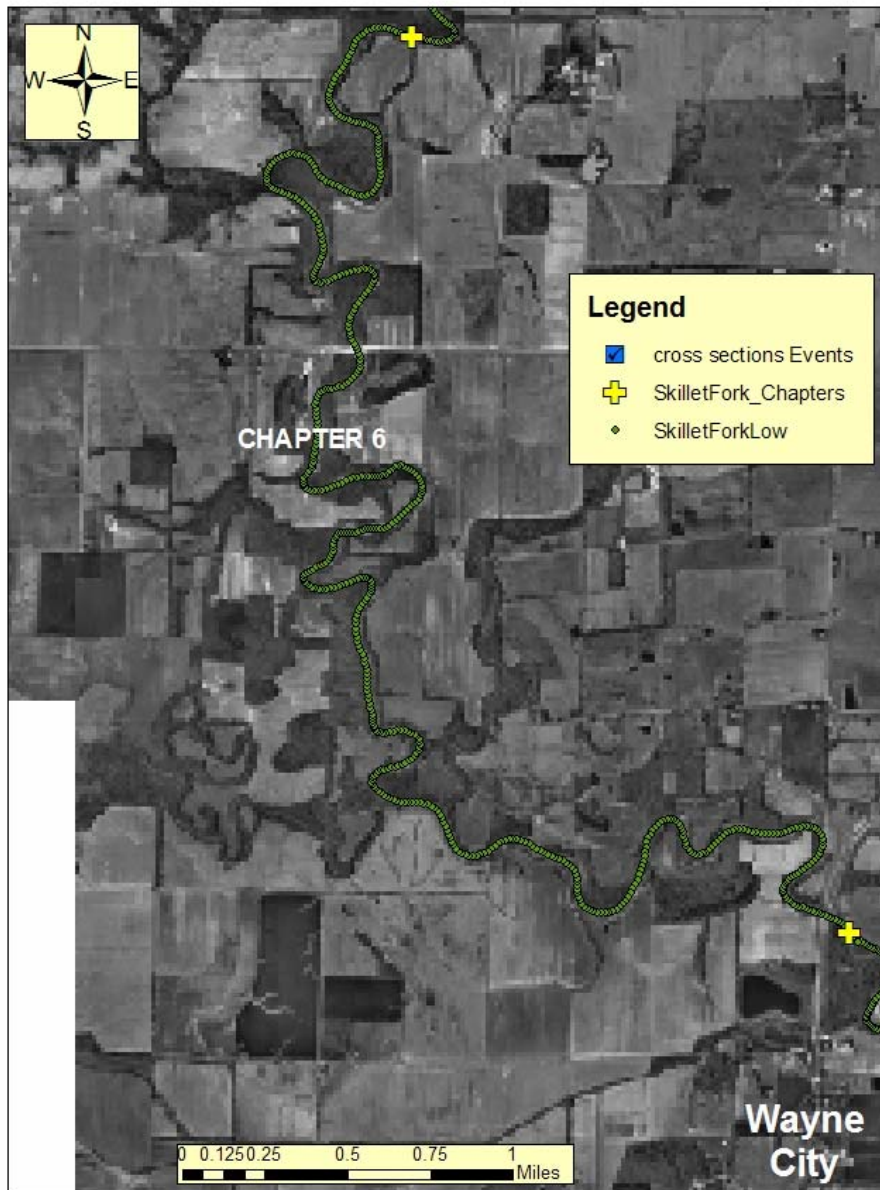 N
W E
S
Legend
cross sections Events
SkilletFork_Chapters
SkilletForkLow
CHAPTER 6
Wayne
City
0 0.125 0.25 0.5 0.75 1
Miles